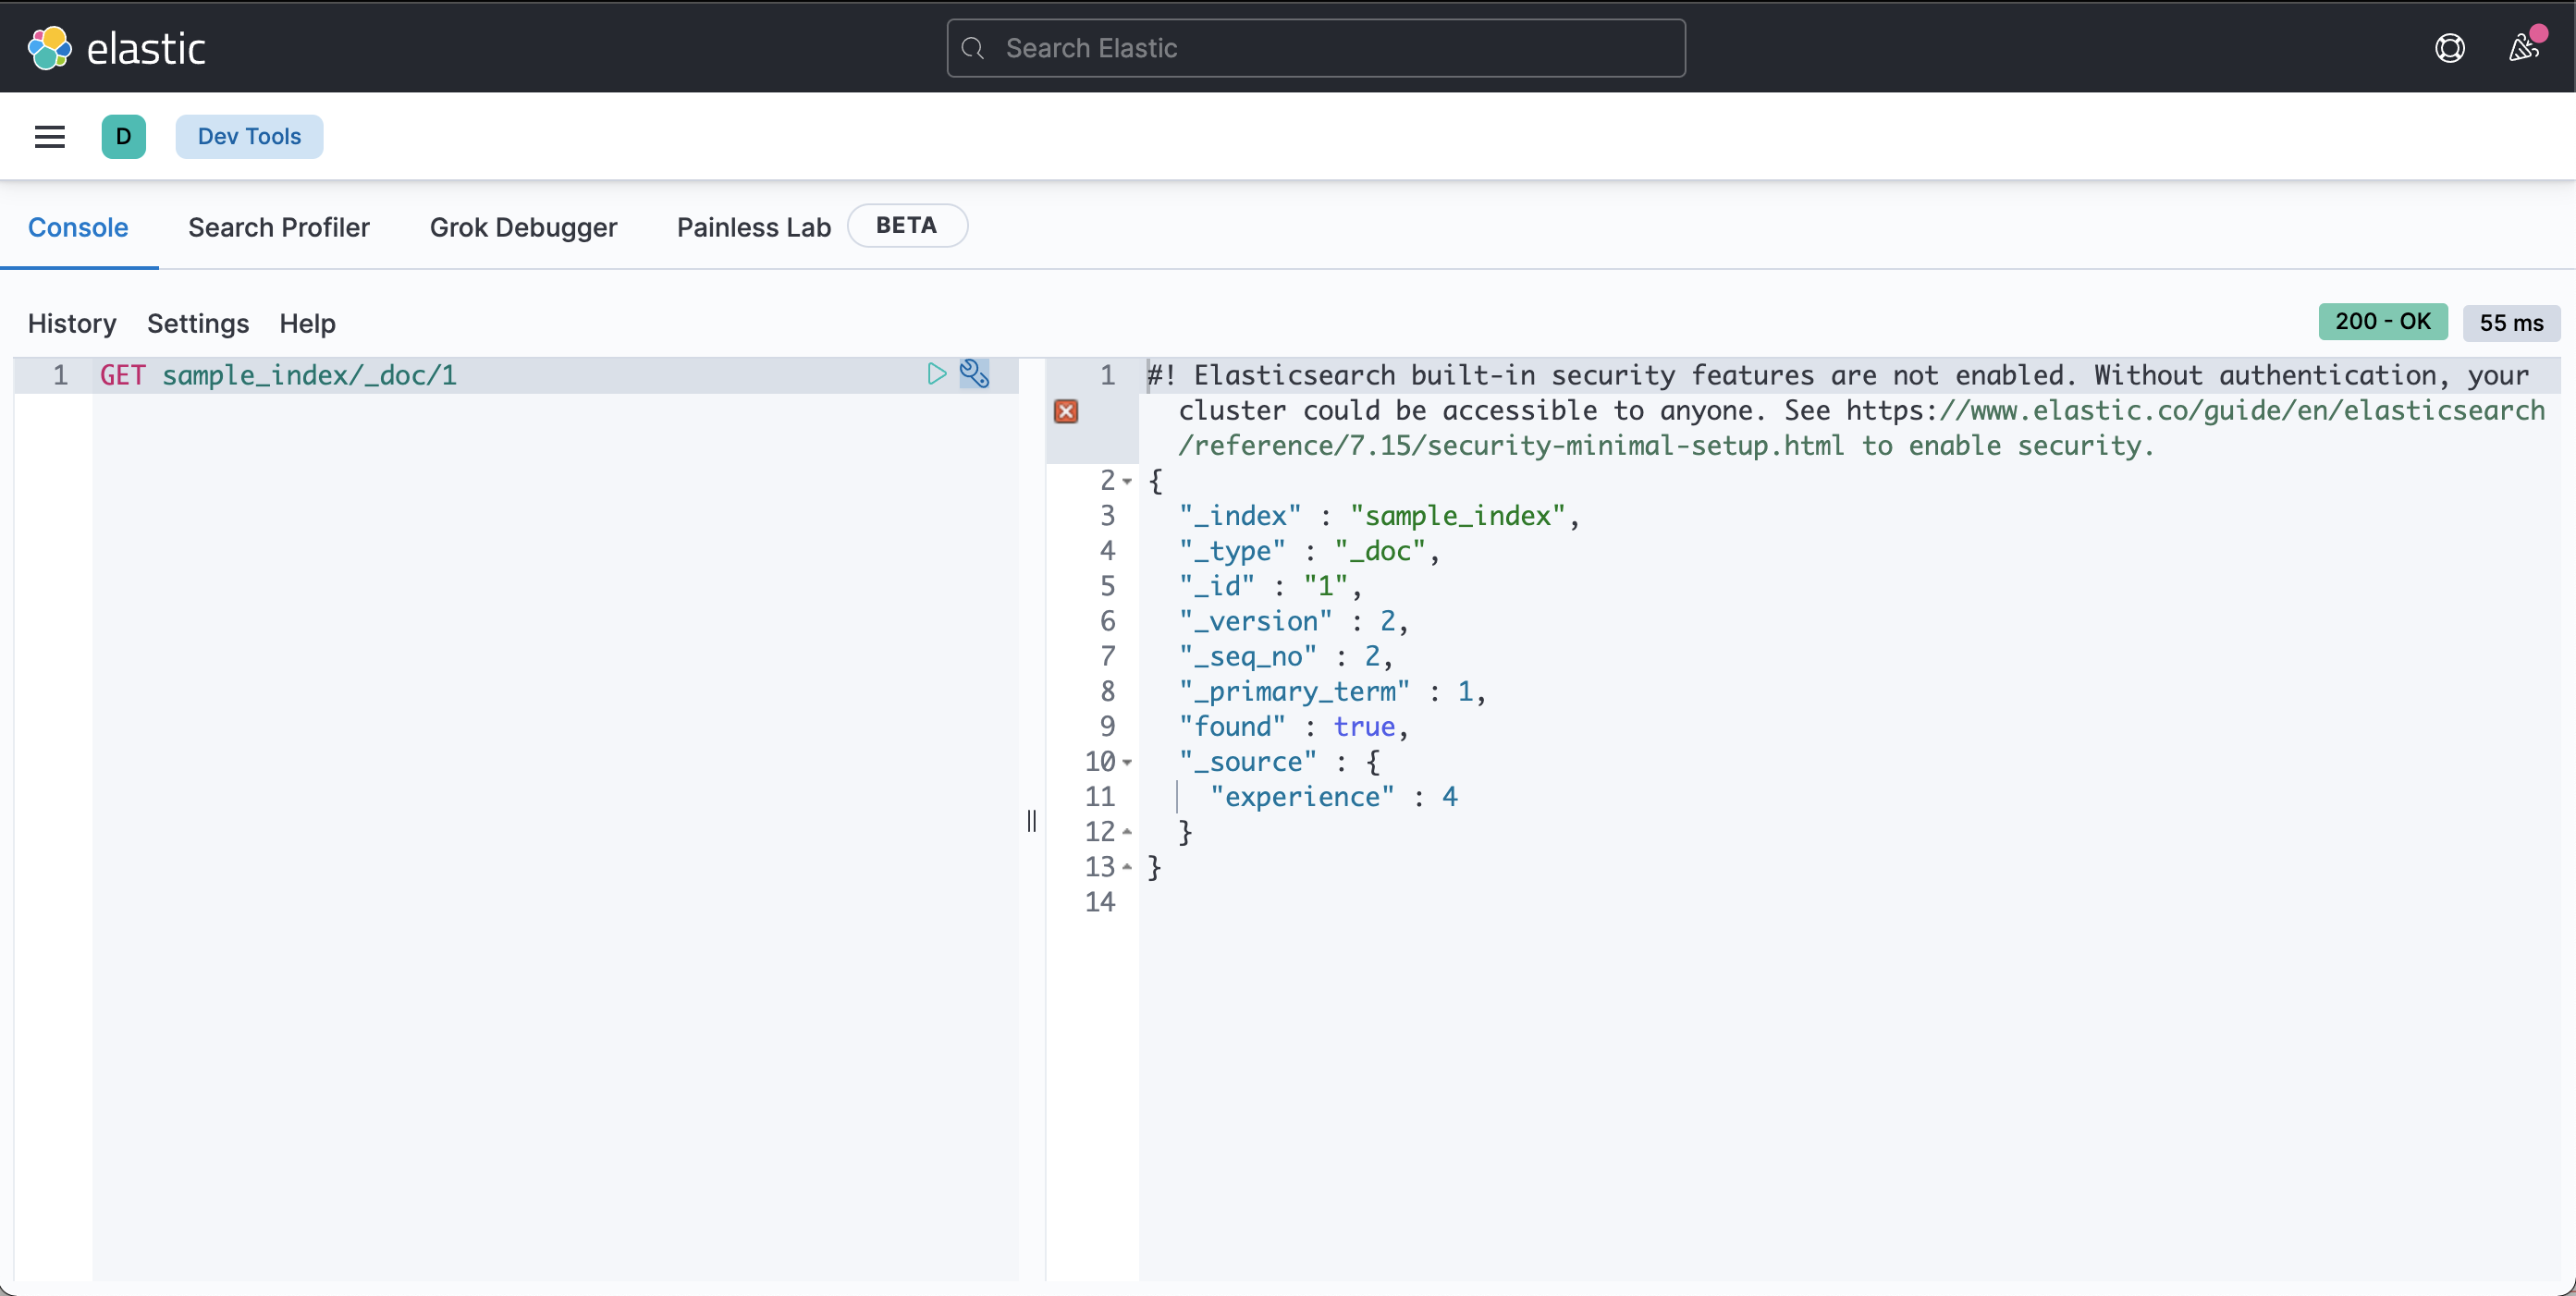 elastic
Search Elastic
D
Dev Tools
Console Search Profiler Grok Debugger Painless Lab BETA
History Settings Help
200 - OK 55 ms
1 GET sample_index/_doc/1
1 #! Elasticsearch built-in security features are not enabled. Without authentication, your
cluster could be accessible to anyone. See https://www.elastic.co/guide/en/elasticsearch
/reference/7.15/security-minimal-setup.html to enable security.
2 {
3 "_index" : "sample_index",
4 "_type" : "_doc",
5 "_id" : "1",
6 "_version" : 2,
7 "_seq_no" : 2,
8 "_primary_term" : 1,
9 "found" : true,
10 "_source" : {
11 "experience" : 4
12 }
13 }
14